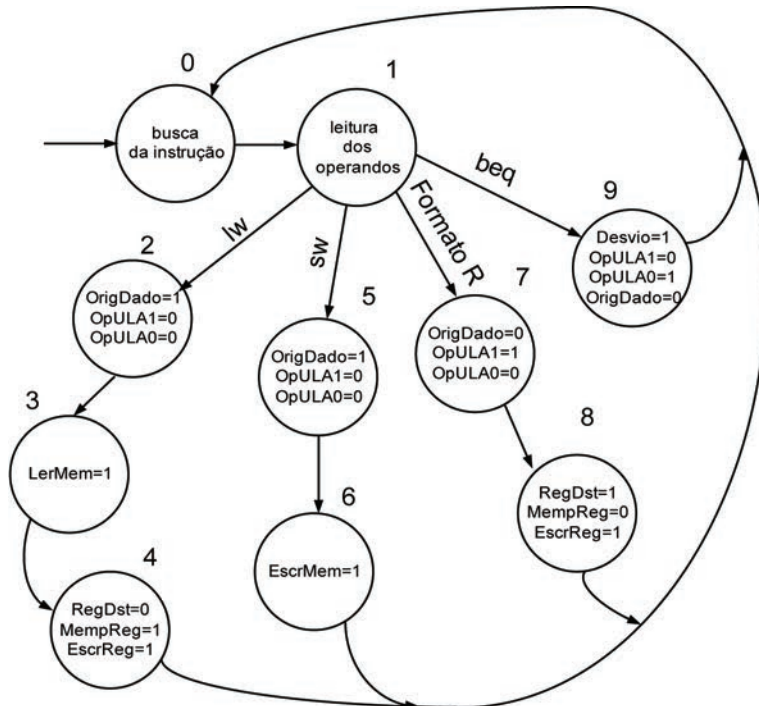 0
busca
da instrução
1
leitura
dos
operandos
beq
9
Desvio=1
OpULA1=0
OpULA0=1
OrigDado=0
lw
2
OrigDado=1
OpULA1=0
OpULA0=0
sw
5
OrigDado=1
OpULA1=0
OpULA0=0
Formato R
7
OrigDado=0
OpULA1=1
OpULA0=0
3
LerMem=1
8
RegDst=1
MempReg=0
EscrReg=1
6
EscrMem=1
4
RegDst=0
MempReg=1
EscrReg=1